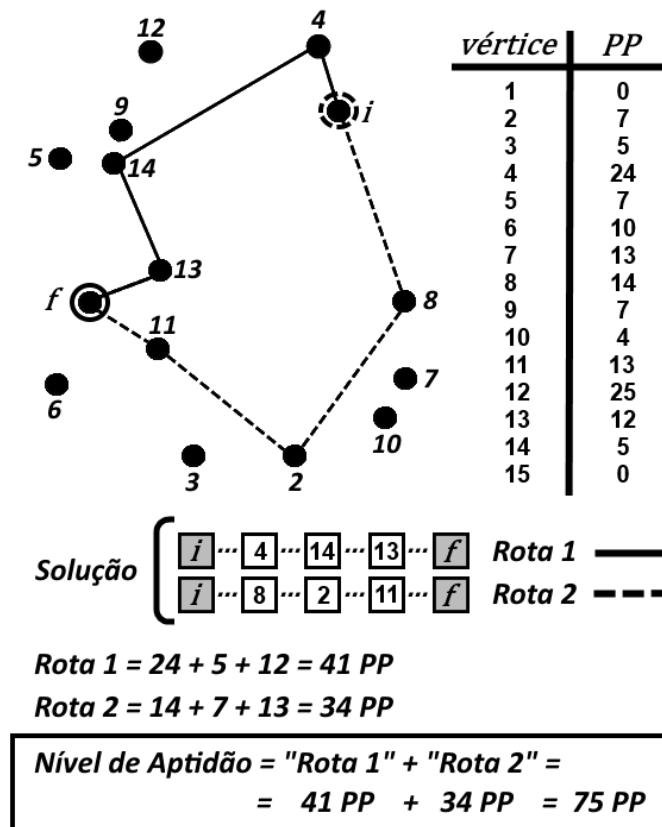 12
4
9
i
5
14
13
f
8
11
7
6
10
3
2
vértice PP
1 0
2 7
3 5
4 24
5 7
6 10
7 13
8 14
9 7
10 4
11 13
12 25
13 12
14 5
15 0
Solução
i ... 4 ... 14 ... 13 ... f Rota 1
i ... 8 ... 2 ... 11 ... f Rota 2
Rota 1 = 24 + 5 + 12 = 41 PP
Rota 2 = 14 + 7 + 13 = 34 PP
Nível de Aptidão = "Rota 1" + "Rota 2" =
= 41 PP + 34 PP = 75 PP